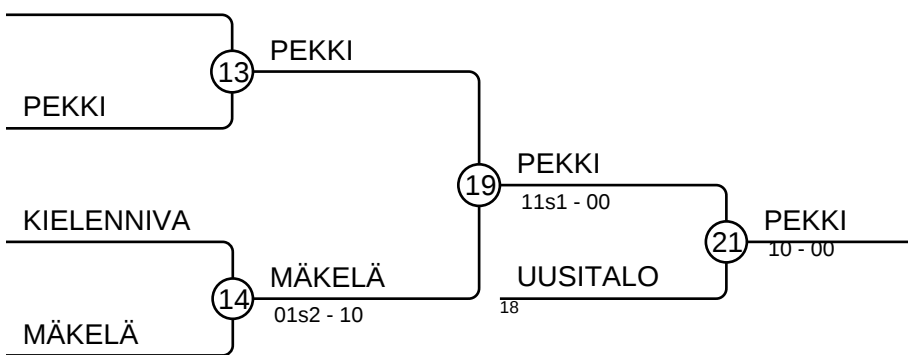 PEKKI
13
PEKKI
PEKKI
19
11s1 - 00
KIELENNIVA
PEKKI
21
10 - 00
MÄKELÄ
UUSITALO
14
01s2 - 10
18
MÄKELÄ